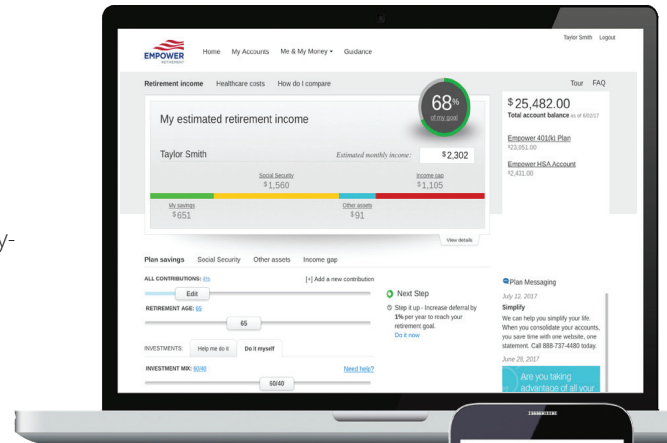 Taylor Smith Logout
EMPOWER
RETIREMENT
Home My Accounts Me & My Money Guidance
Retirement income Healthcare costs How do I compare
Tour FAQ
My estimated retirement income
68%
of my goal
Taylor Smith
Estimated monthly income: $2,302
Social Security
$1,560
Income gap
$1,105
My savings
$651
Other assets
$91
View details
$25,482.00
Total account balance as of 6/02/17
Empower 401(k) Plan
$23,051.00
Empower HSA Account
$2,431.00
y-
Plan savings Social Security Other assets Income gap
ALL CONTRIBUTIONS:
[+] Add a new contribution
Edit
RETIREMENT AGE: 65
65
INVESTMENTS: Help me do it Do it myself
INVESTMENT MIX: 60/40
Need help?
60/40
Next Step
Step it up - Increase deferral by
1% per year to reach your
retirement goal.
Do it now
Plan Messaging
July 12, 2017
Simplify
We can help you simplify your life.
When you consolidate your accounts,
you save time with one website, one
statement. Call 888-737-4480 today.
June 28, 2017
Are you taking
advantage of all your